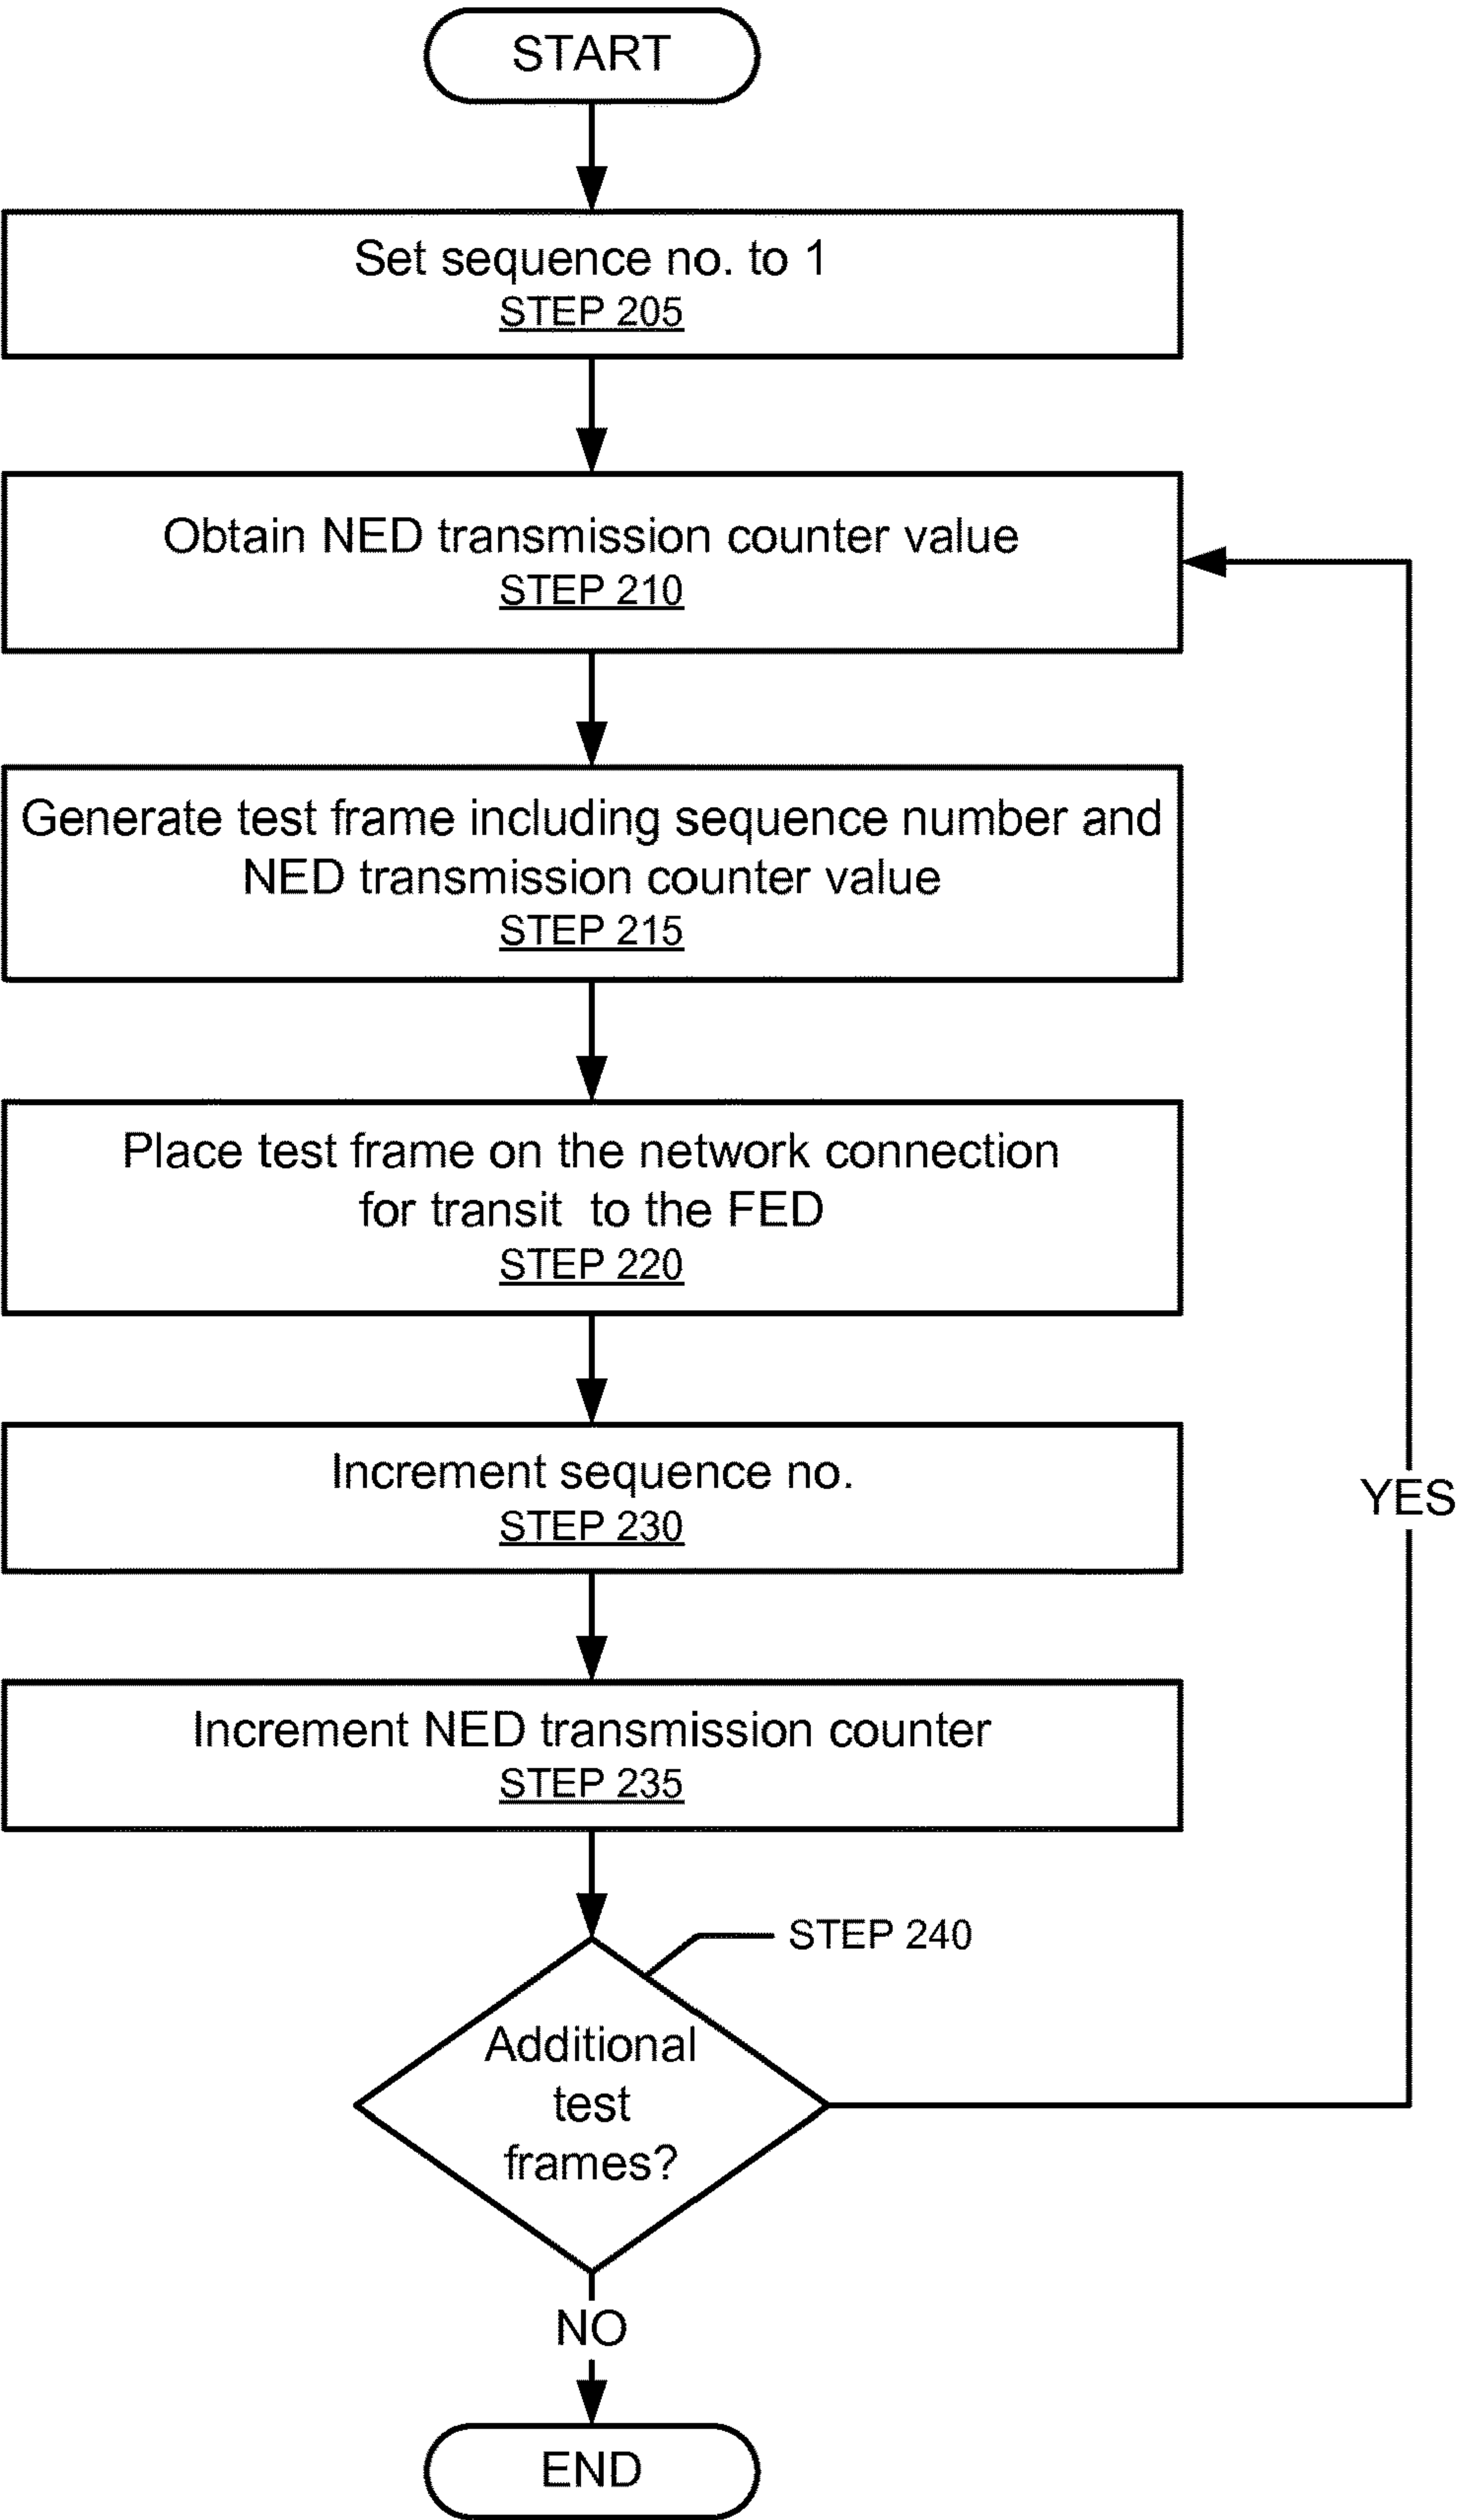 START
Set sequence no. to 1
STEP 205
Obtain NED transmission counter value
STEP 210
Generate test frame including sequence number and
NED transmission counter value
STEP 215
Place test frame on the network connection
for transit to the FED
STEP 220
Increment sequence no.
STEP 230
YES
Increment NED transmission counter
STEP 235
STEP 240
Additional
test
frames?
NO
END